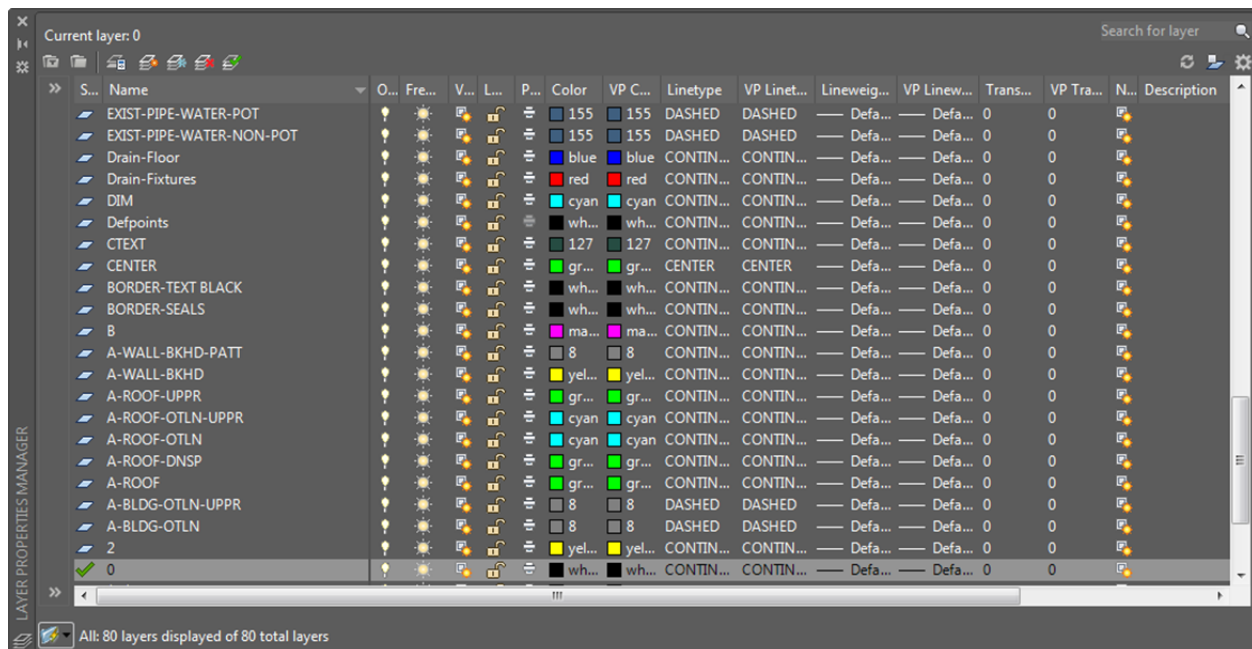 Current layer: 0
Search for layer
S... Name O... Fre... V... L... P... Color VP C... Linetype VP Linet... Lineweig... VP Linew... Trans... VP Tra... N... Description
EXIST-PIPE-WATER-POT 155 155 DASHED DASHED Defa... Defa... 0 0
EXIST-PIPE-WATER-NON-POT 155 155 DASHED DASHED Defa... Defa... 0 0
Drain-Floor blue blue CONTIN... CONTIN... Defa... Defa... 0 0
Drain-Fixtures red red CONTIN... CONTIN... Defa... Defa... 0 0
DIM cyan cyan CONTIN... CONTIN... Defa... Defa... 0 0
Defpoints wh... wh... CONTIN... CONTIN... Defa... Defa... 0 0
CTEXT 127 127 CONTIN... CONTIN... Defa... Defa... 0 0
CENTER gr... gr... CENTER CENTER Defa... Defa... 0 0
BORDER-TEXT BLACK wh... wh... CONTIN... CONTIN... Defa... Defa... 0 0
BORDER-SEALS wh... wh... CONTIN... CONTIN... Defa... Defa... 0 0
B ma... ma... CONTIN... CONTIN... Defa... Defa... 0 0
A-WALL-BKHD-PATT 8 8 CONTIN... CONTIN... Defa... Defa... 0 0
A-WALL-BKHD yel... yel... CONTIN... CONTIN... Defa... Defa... 0 0
A-ROOF-UPPR gr... gr... CONTIN... CONTIN... Defa... Defa... 0 0
A-ROOF-OTLN-UPPR cyan cyan CONTIN... CONTIN... Defa... Defa... 0 0
A-ROOF-OTLN cyan cyan CONTIN... CONTIN... Defa... Defa... 0 0
A-ROOF-DNSP gr... gr... CONTIN... CONTIN... Defa... Defa... 0 0
A-ROOF gr... gr... CONTIN... CONTIN... Defa... Defa... 0 0
A-BLDG-OTLN-UPPR 8 8 DASHED DASHED Defa... Defa... 0 0
A-BLDG-OTLN 8 8 DASHED DASHED Defa... Defa... 0 0
2 yel... yel... CONTIN... CONTIN... Defa... Defa... 0 0
0 wh... wh... CONTIN... CONTIN... Defa... Defa... 0 0
LAYER PROPERTIES MANAGER
All: 80 layers displayed of 80 total layers